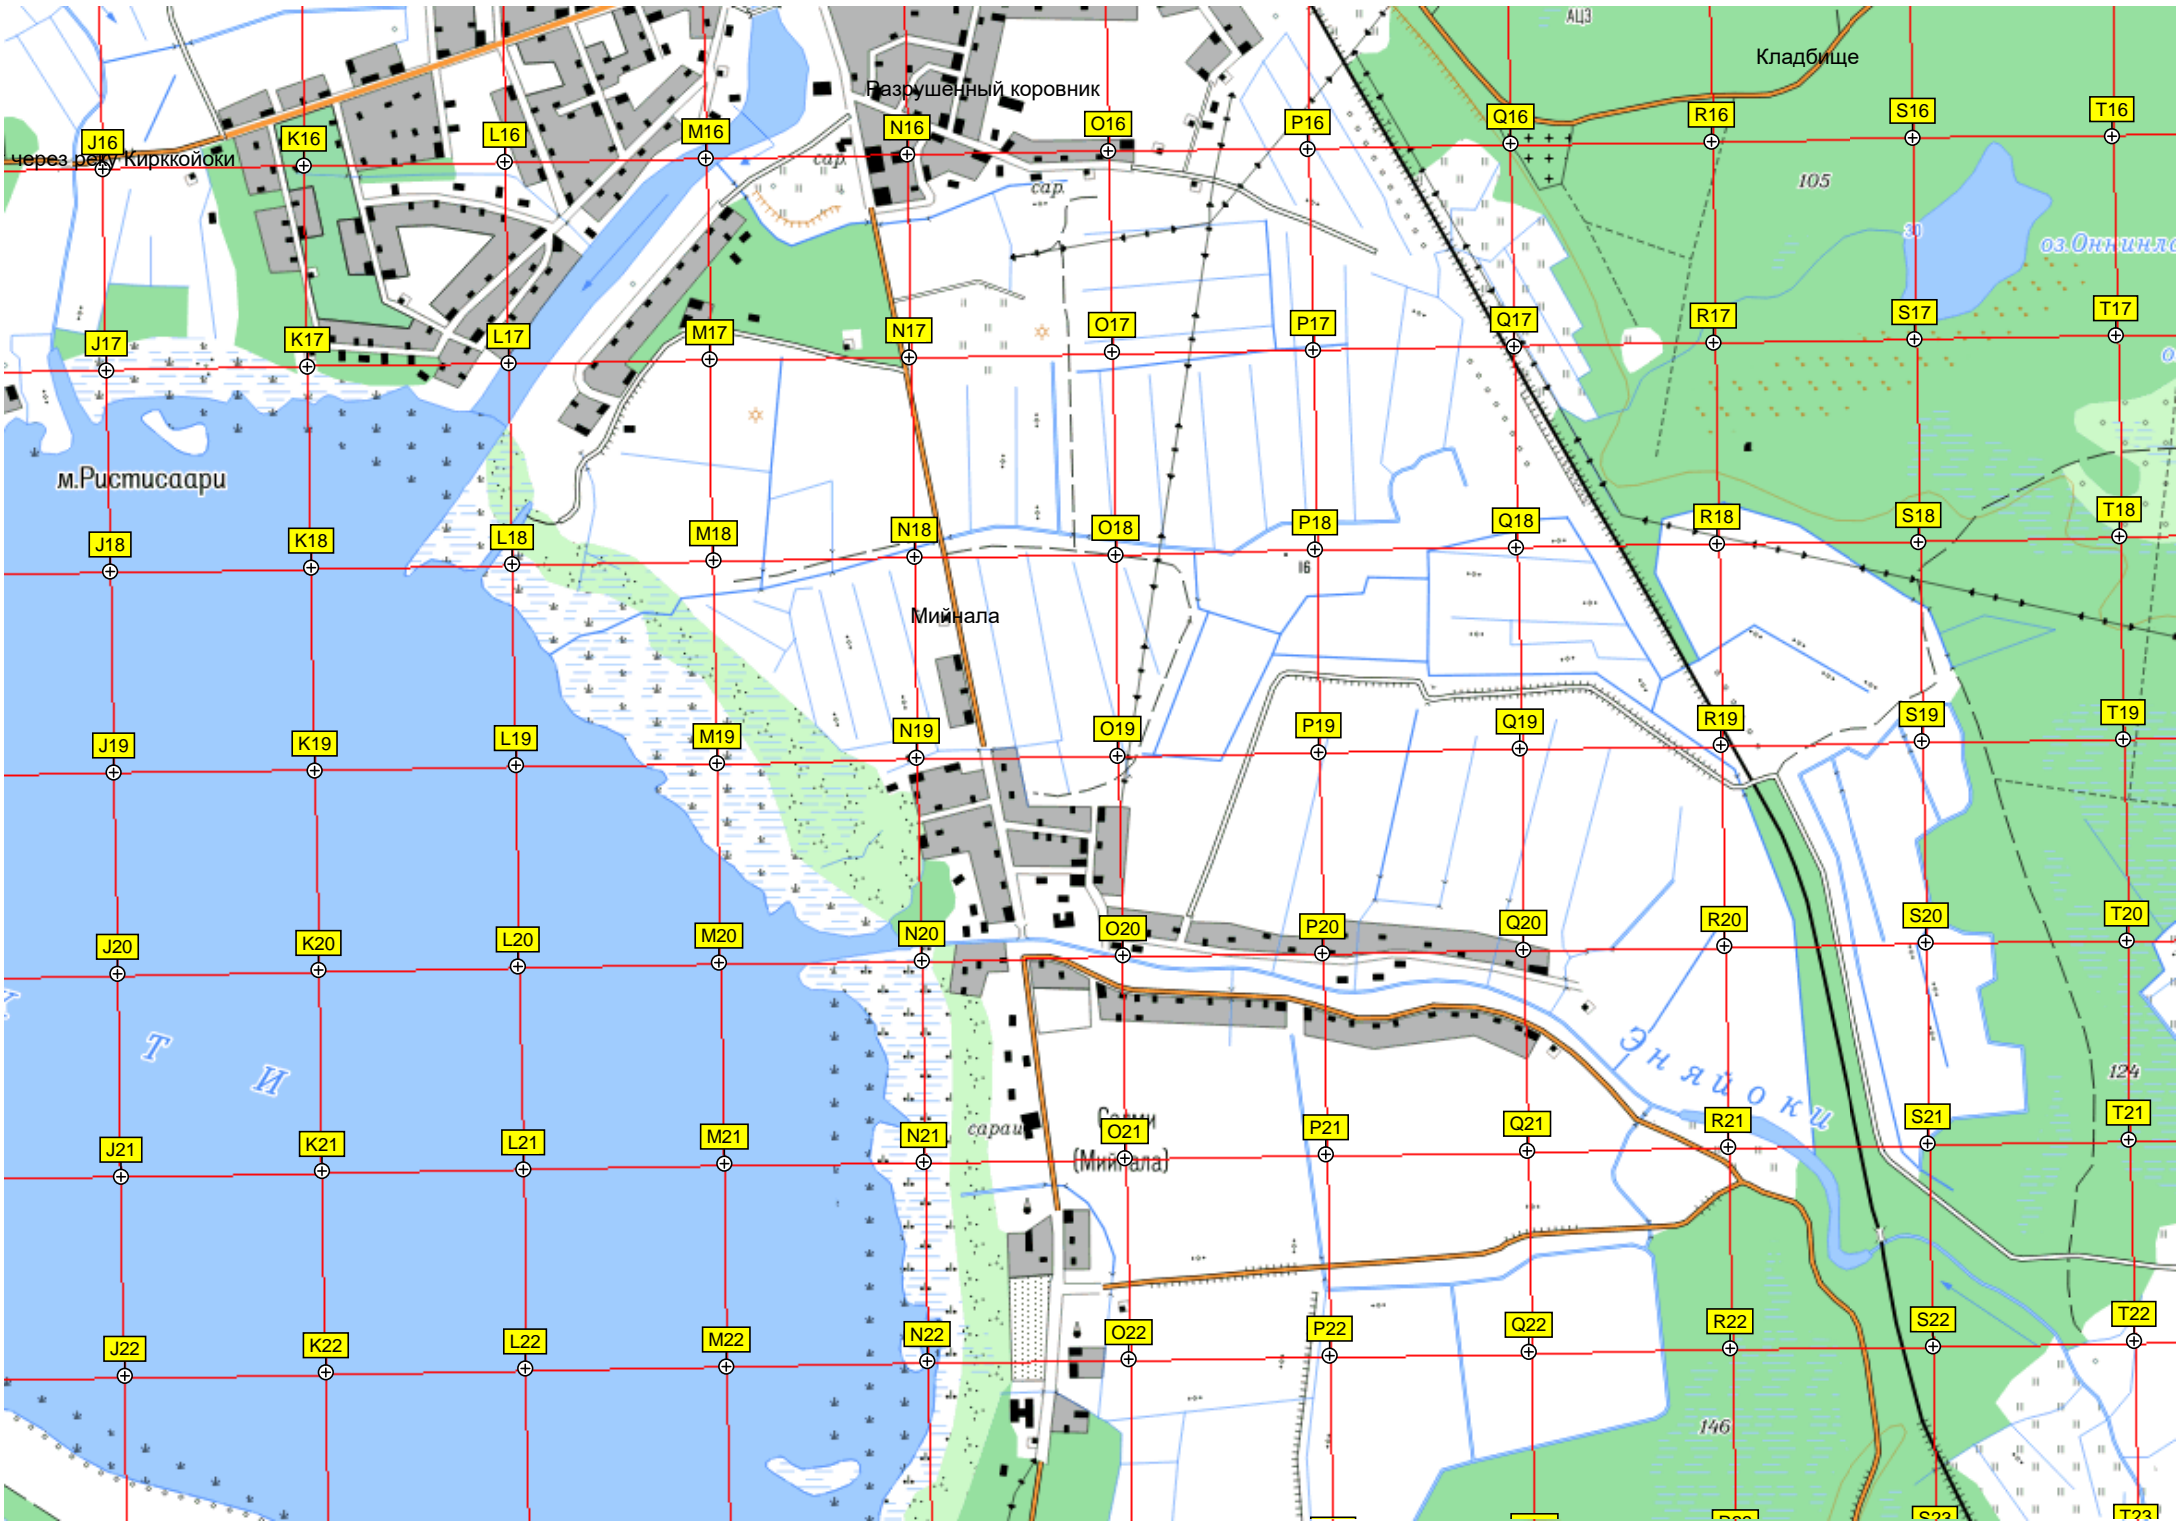 АЦЗ
Кладбище
Разрушенный коровник
J16 K16 L16 M16 N16 O16 P16 Q16 R16 S16 T16
через реку Кирккойоки
сар.
сар.
105
30
J17 K17 L17 M17 N17 O17 P17 Q17 R17 S17 T17
м.Ристисаари
J18 K18 L18 M18 N18 O18 P18 Q18 R18 S18 T18
16
Мийнала
J19 K19 L19 M19 N19 O19 P19 Q19 R19 S19 T19
J20 K20 L20 M20 N20 O20 P20 Q20 R20 S20 T20
Т И
Эняйоки
124
сараи
(Мийнала)
J21 K21 L21 M21 N21 O21 P21 Q21 R21 S21 T21
J22 K22 L22 M22 N22 O22 P22 Q22 R22 S22 T22
146
S23 T23